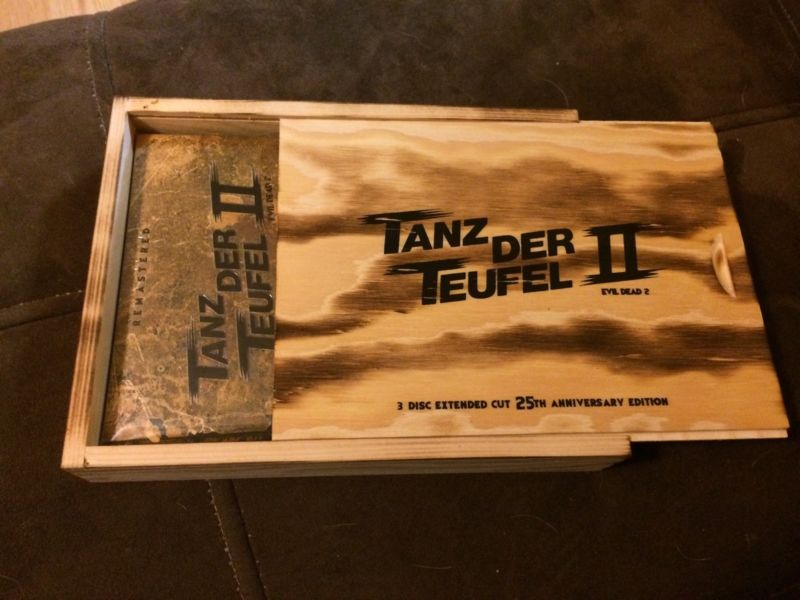 REMASTERED
TANZ
DER
TEUFEL II
EVIL DEAD 2
TANZ
DER
TEUFEL II
EVIL DEAD 2
3 DISC EXTENDED CUT 25TH ANNIVERSARY EDITION